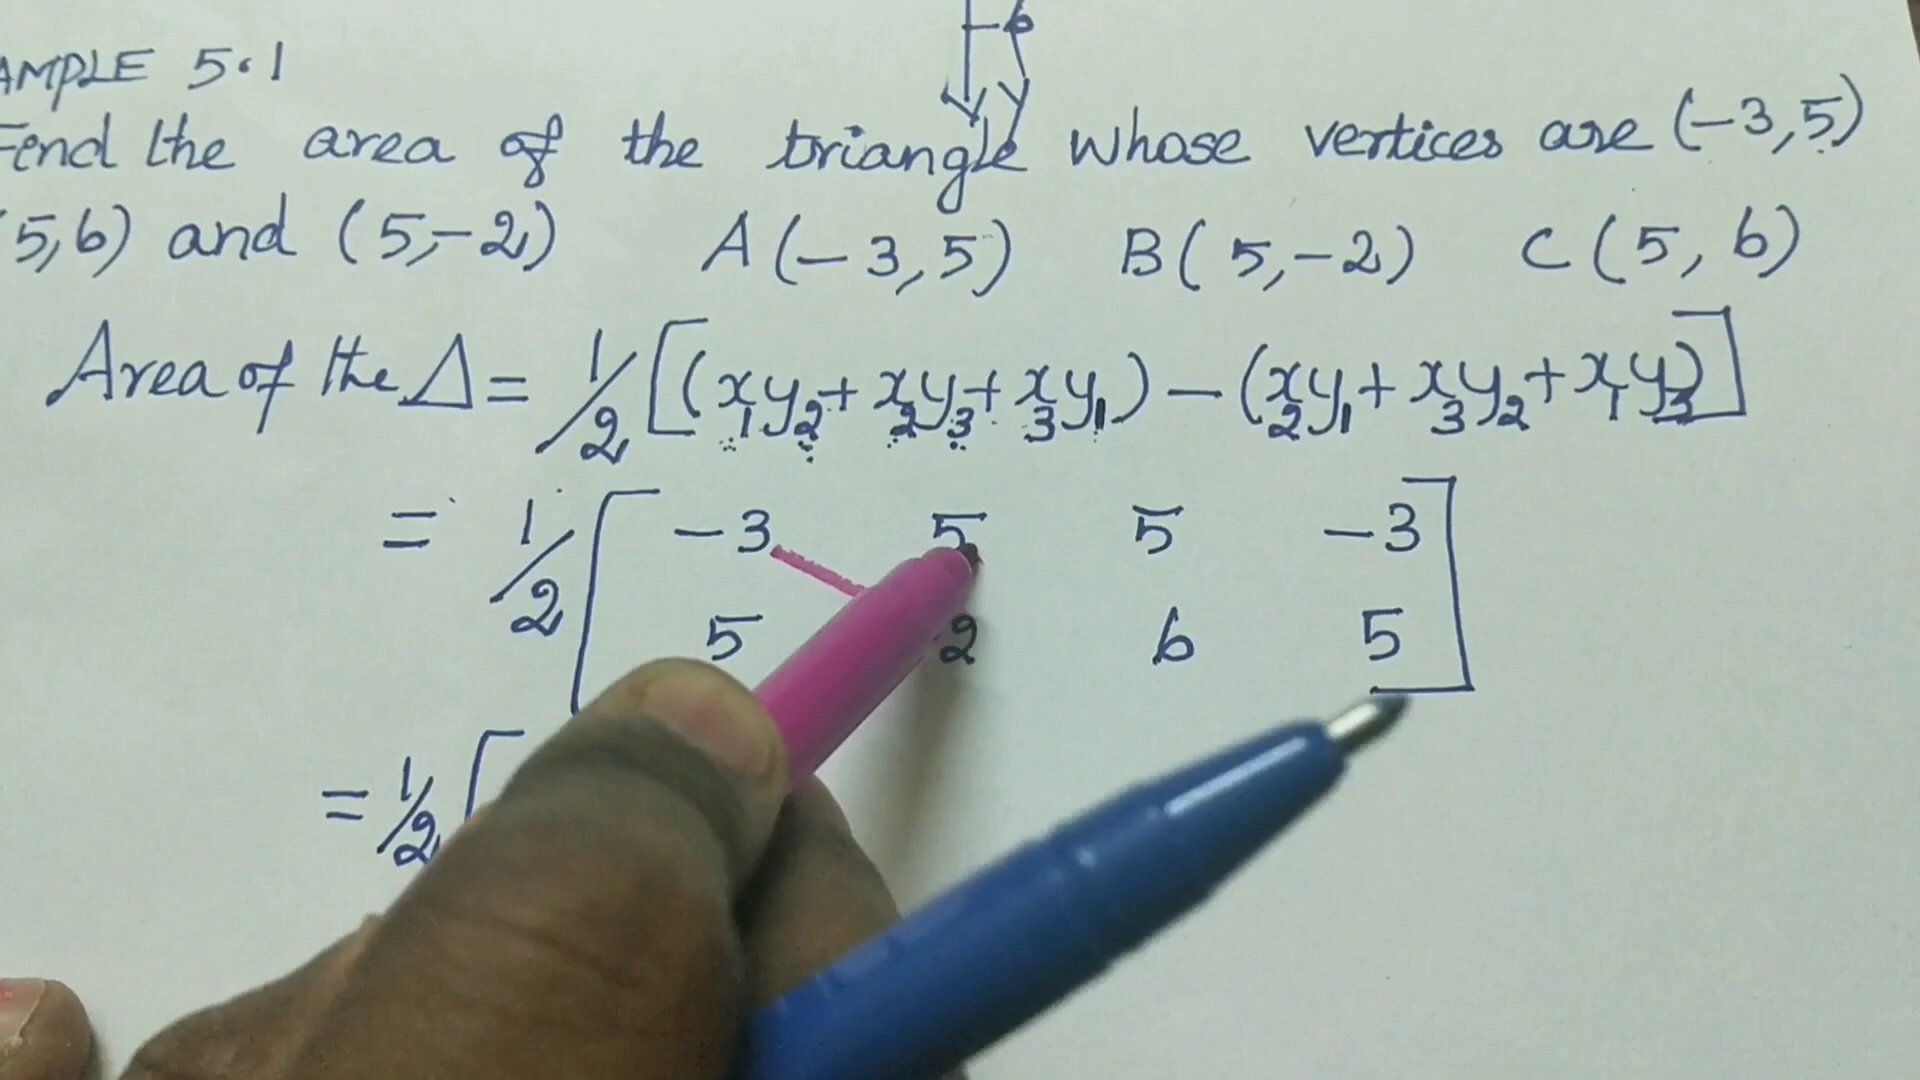 -6
AMPLE 5.1
Find the area of the triangle whose vertices are (-3,5)
5,6) and (5,-2) A(-3,5) B(5,-2) C(5,6)
Area of the Δ = 1/2 [(x₁y₂ + x₂y₃ + x₃y₁) - (x₂y₁ + x₃y₂ + x₁y₃)]
= 1/2 [ -3 5 5 -3
5 2 6 5 ]
= 1/2 [